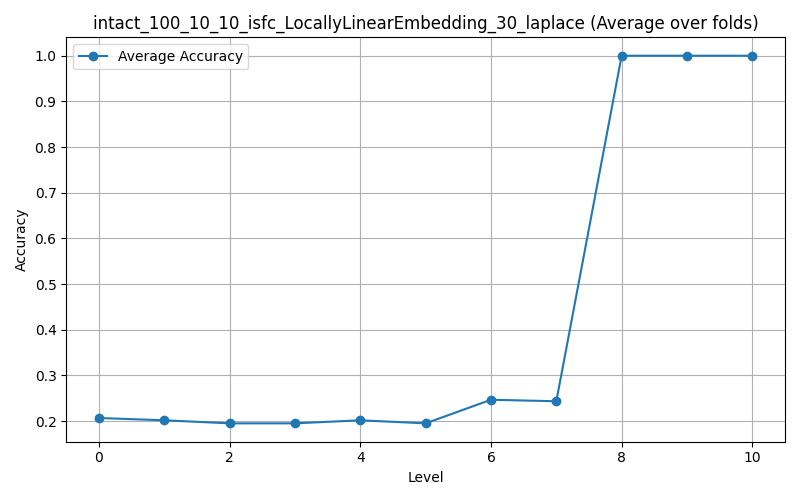 intact_100_10_10_isfc_LocallyLinearEmbedding_30_laplace (Average over folds)
Average Accuracy
1.0
0.9
0.8
0.7
0.6
0.5
0.4
0.3
0.2
Accuracy
0 2 4 6 8 10
Level